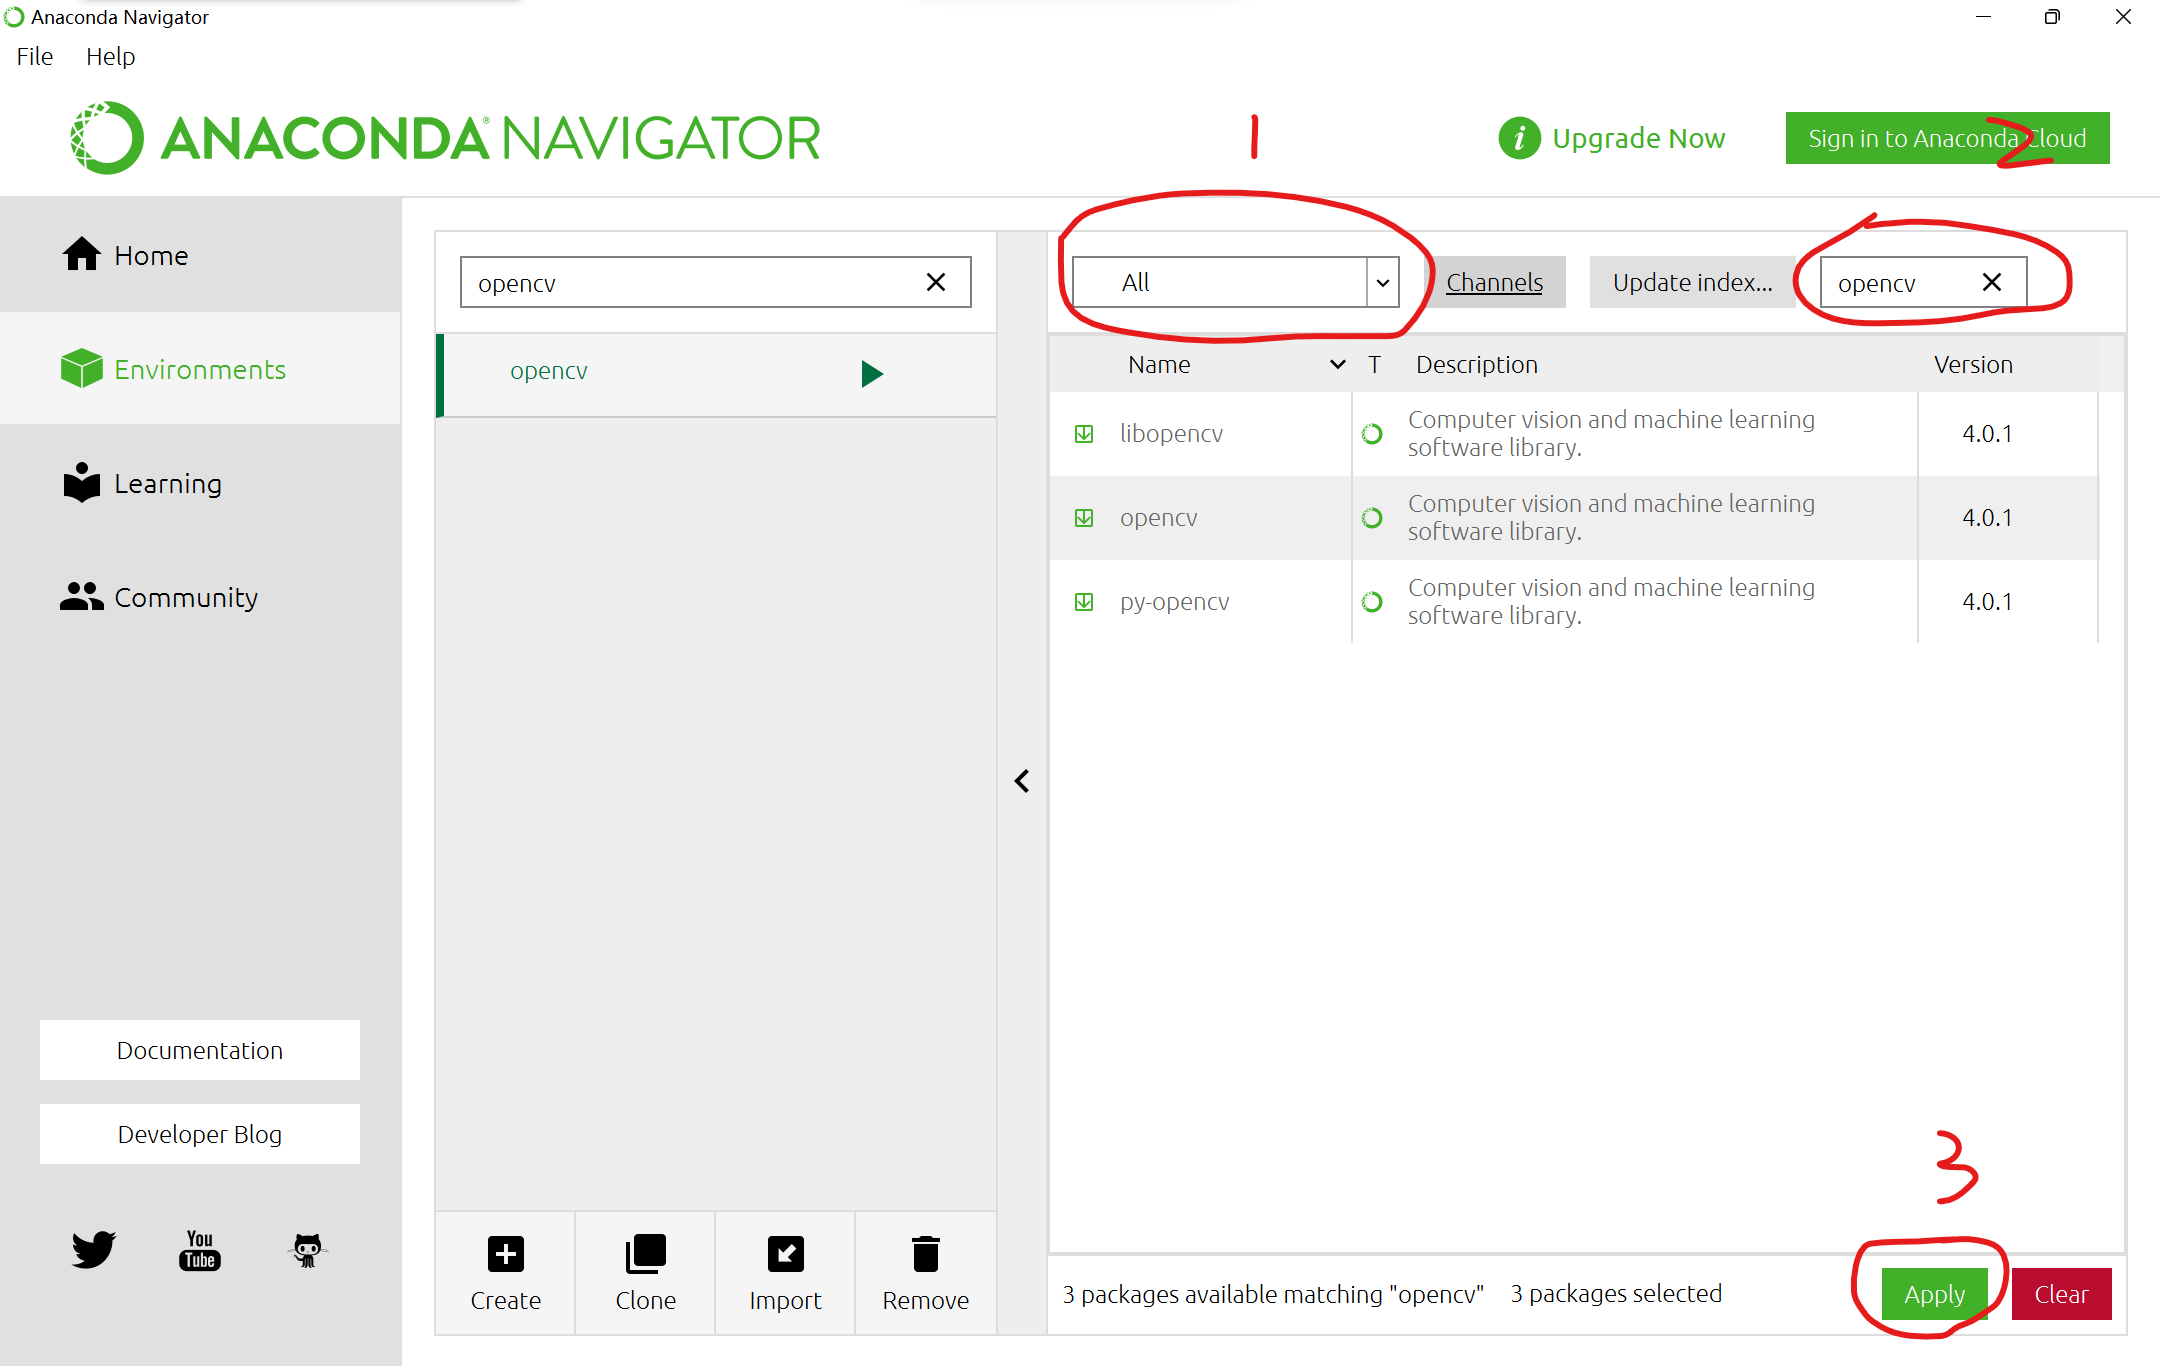 Anaconda Navigator
File Help
ANACONDA® NAVIGATOR
1
Upgrade Now
Sign in to Anaconda Cloud
2
Home
Environments
Learning
Community
Documentation
Developer Blog
You
Tube
opencv
opencv
Create Clone Import Remove
All Channels Update index... opencv
Name T Description Version
libopencv Computer vision and machine learning 4.0.1
software library.
opencv Computer vision and machine learning 4.0.1
software library.
py-opencv Computer vision and machine learning 4.0.1
software library.
3
3 packages available matching "opencv" 3 packages selected Apply Clear